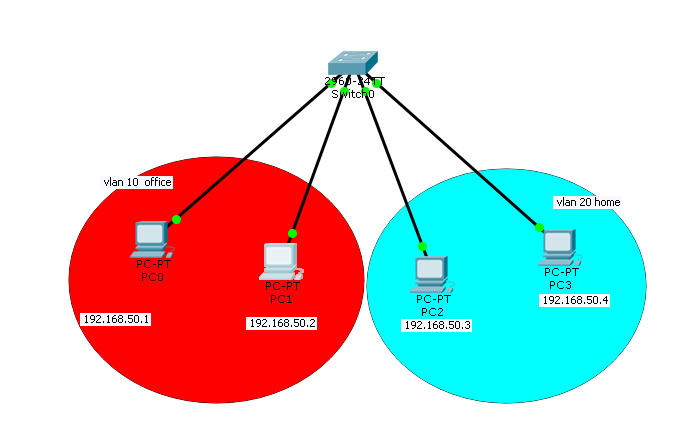 2960-24TT
Switch0
vlan 10 office
vlan 20 home
PC-PT
PC0
PC-PT
PC1
PC-PT
PC2
PC-PT
PC3
192.168.50.1
192.168.50.2
192.168.50.3
192.168.50.4